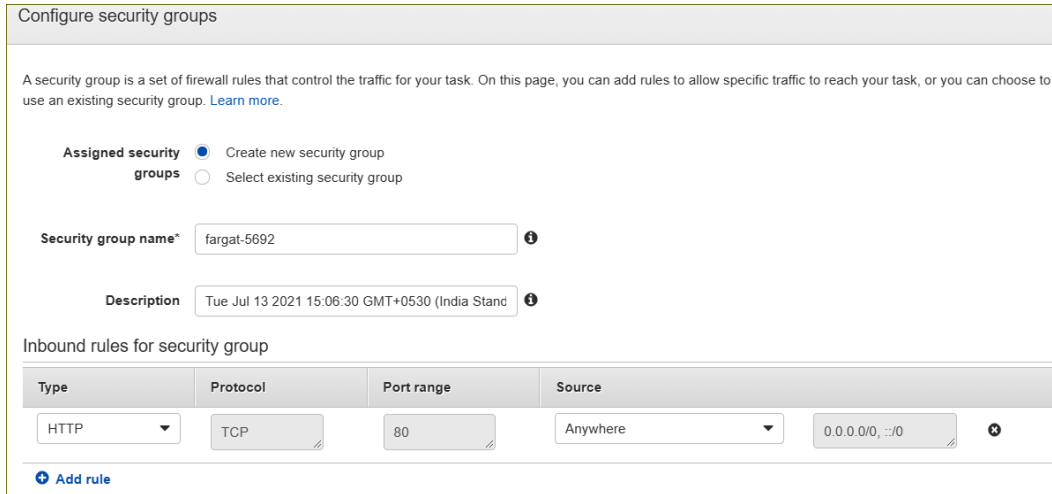 Configure security groups
A security group is a set of firewall rules that control the traffic for your task. On this page, you can add rules to allow specific traffic to reach your task, or you can choose to
use an existing security group. Learn more.
Assigned security groups
Create new security group
Select existing security group
Security group name* fargat-5692
Description Tue Jul 13 2021 15:06:30 GMT+0530 (India Stand
Inbound rules for security group
Type Protocol Port range Source
HTTP TCP 80 Anywhere 0.0.0.0/0, ::/0
Add rule